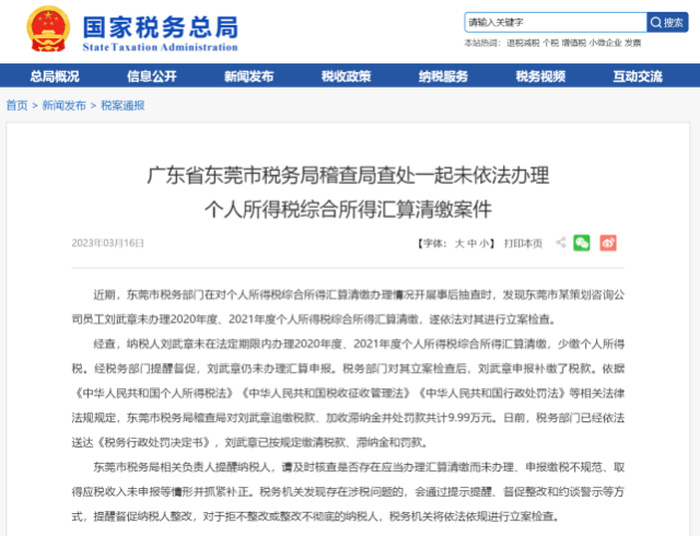 国家税务总局
State Taxation Administration
请输入关键字 搜索
本站热词：退税减税 个税 增值税 小微企业 发票
总局概况 信息公开 新闻发布 税收政策 纳税服务 税务视频 互动交流
首页 > 新闻发布 > 税案通报
广东省东莞市税务局稽查局查处一起未依法办理
个人所得税综合所得汇算清缴案件
2023年03月16日 【字体：大 中 小】 打印本页
近期，东莞市税务部门在对个人所得税综合所得汇算清缴办理情况开展事后抽查时，发现东莞市某策划咨询公
司员工刘武章未办理2020年度、2021年度个人所得税综合所得汇算清缴，遂依法对其进行立案检查。
经查，纳税人刘武章未在法定期限内办理2020年度、2021年度个人所得税综合所得汇算清缴，少缴个人所得
税。经税务部门提醒督促，刘武章仍未办理汇算申报。税务部门对其立案检查后，刘武章申报补缴了税款。依据
《中华人民共和国个人所得税法》《中华人民共和国税收征收管理法》《中华人民共和国行政处罚法》等相关法律
法规规定，东莞市税务局稽查局对刘武章追缴税款、加收滞纳金并处罚款共计9.99万元。日前，税务部门已经依法
送达《税务行政处罚决定书》，刘武章已按规定缴清税款、滞纳金和罚款。
东莞市税务局相关负责人提醒纳税人，请及时核查是否存在应当办理汇算清缴而未办理、申报缴税不规范、取
得应税收入未申报等情形并抓紧补正。税务机关发现存在涉税问题的，会通过提示提醒、督促整改和约谈警示等方
式，提醒督促纳税人整改，对于拒不整改或整改不彻底的纳税人，税务机关将依法依规进行立案检查。